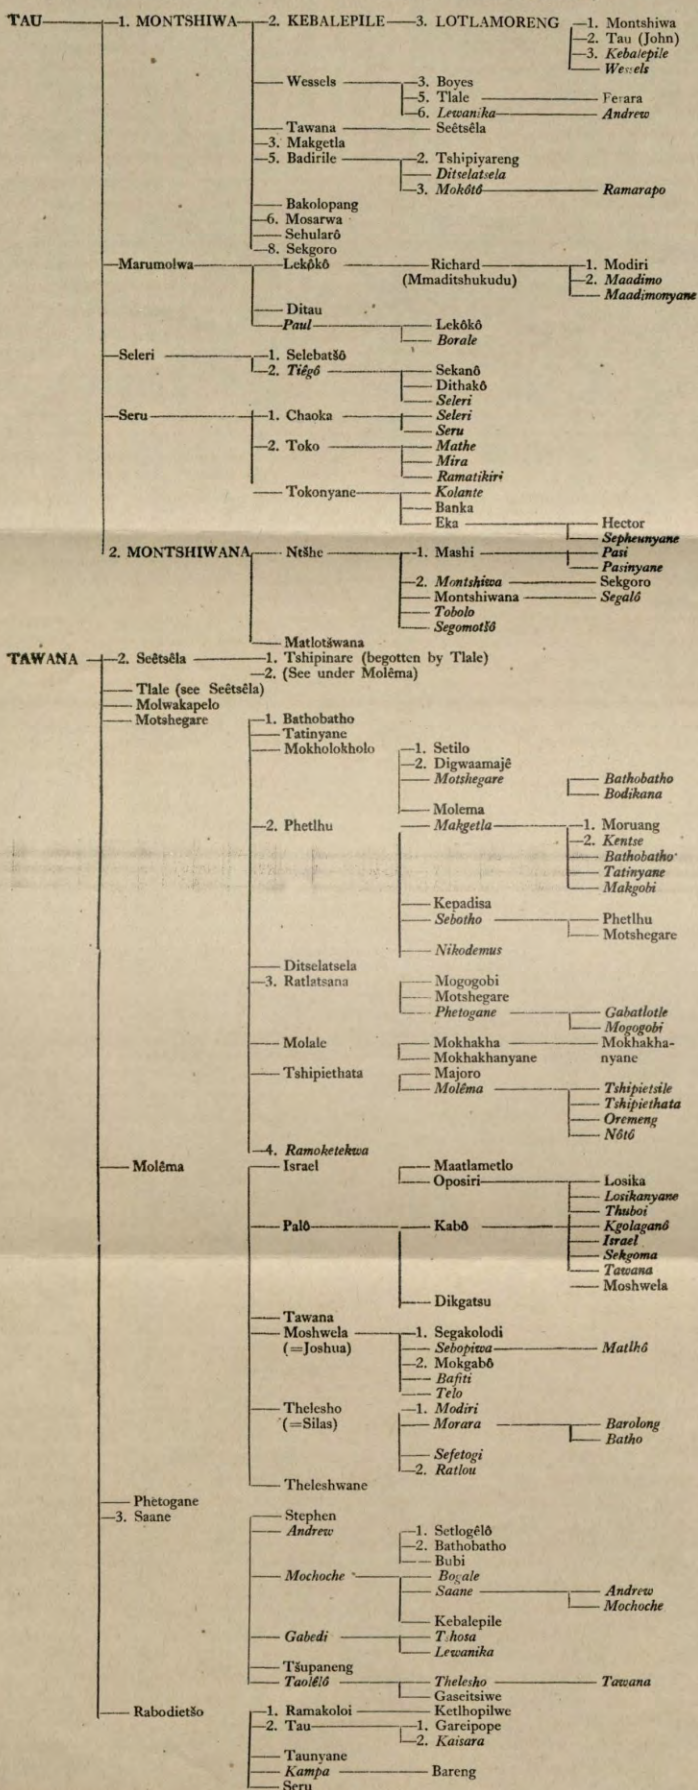 TAU 1. MONTSHIWA 2. KEBALEPILE 3. LOTLAMORENG 1. Montshiwa
2. Tau (John)
3. Kebalepile
Wessels
Wessels 3. Boyes
5. Tlale Ferara
6. Lewanika Andrew
Tawana Seêtsêla
3. Makgetla
5. Badirile 2. Tshipiyareng
Ditselatsela
3. Mokôtô Ramarapo
Bakolopang
6. Mosarwa
Sehularô
8. Sekgoro
Marumolwa Lekôkô Richard 1. Modiri
(Mmaditshukudu) 2. Maadimo
Maadimonyane
Ditau
Paul Lekôkô
Borale
Seleri 1. Selebatšô
2. Tiêgô Sekanô
Dithakô
Seleri
Seru 1. Chaoka Seleri
Seru
2. Toko Mathe
Mira
Ramatikiri
Tokonyane Kolante
Banka
Eka Hector
Sepheunyane
2. MONTSHIWANA Ntšhe 1. Mashi Pasi
Pasinyane
2. Montshiwa Sekgoro
Montshiwana Segalô
Tobolo
Segomotšô
Matlotšwana
TAWANA 2. Seêtsêla 1. Tshipinare (begotten by Tlale)
2. (See under Molêma)
Tlale (see Seêtsêla)
Molwakapelo
Motshegare 1. Bathobatho
Tatinyane
Mokholokholo 1. Setilo
2. Digwaamajê
Motshegare Bathobatho
Bodikana
Molema
2. Phetlhu Makgetla 1. Moruang
2. Kentse
Bathobatho
Tatinyane
Makgobi
Kepadisa
Sebotho Phetlhu
Motshegare
Nikodemus
Ditselatsela
3. Ratlatsana Mogogobi
Motshegare
Phetogane Gabatlotle
Mogogobi
Molale Mokhakha Mokhakha-
Mokhakhanyane nyane
Tshipiethata Majoro
Molêma Tshipietsile
Tshipiethata
Oremeng
Nôtô
4. Ramoketekwa
Molêma Israel Maatlametlo
Oposiri Losika
Losikanyane
Thuboi
Palô Kabô Kgolaganô
Israel
Sekgoma
Tawana
Moshwela
Dikgatsu
Tawana
Moshwela 1. Segakolodi
(=Joshua) Sebopiwa Matlhô
2. Mokgabô
Bafiti
Telo
Thelesho 1. Modiri
(=Silas) Morara Barolong
Batho
Sefetogi
2. Ratlou
Theleshwane
Phetogane
3. Saane Stephen
Andrew 1. Setlogêlô
2. Bathobatho
Bubi
Mochoche Bogale
Saane Andrew
Mochoche
Kebalepile
Gabedi Tshosa
Lewanika
Tšupaneng
Taolêlô Thelesho Tawana
Gaseitsiwe
Rabodietšo 1. Ramakoloi Ketlhopilwe
2. Tau 1. Gareipope
2. Kaisara
Taunyane
Kampa Bareng
Seru